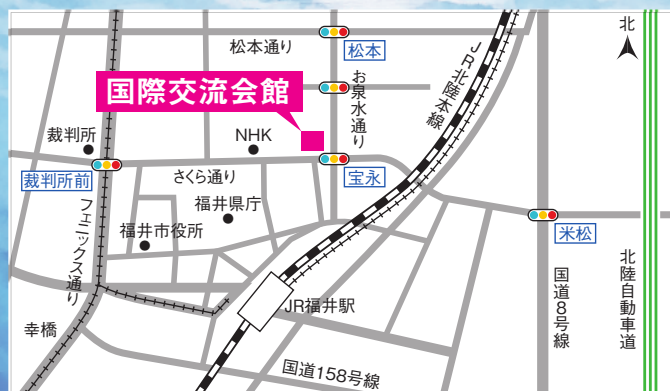 北
松本通り
松本
JR北陸本線
国際交流会館
お泉水通り
裁判所
NHK
裁判所前
さくら通り
宝永
福井県庁
フェニックス通り
福井市役所
米松
JR福井駅
国道8号線
北陸自動車道
幸橋
国道158号線